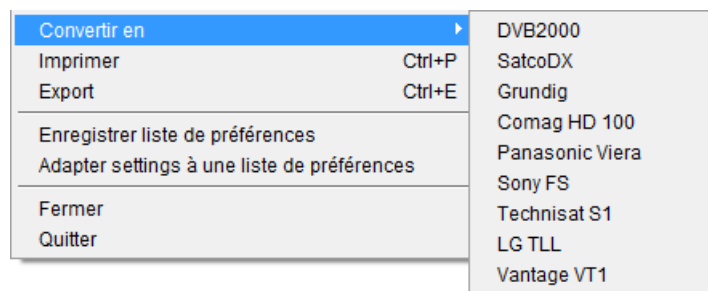 Convertir en
Imprimer Ctrl+P
Export Ctrl+E
Enregistrer liste de préférences
Adapter settings à une liste de préférences
Fermer
Quitter
DVB2000
SatcoDX
Grundig
Comag HD 100
Panasonic Viera
Sony FS
Technisat S1
LG TLL
Vantage VT1